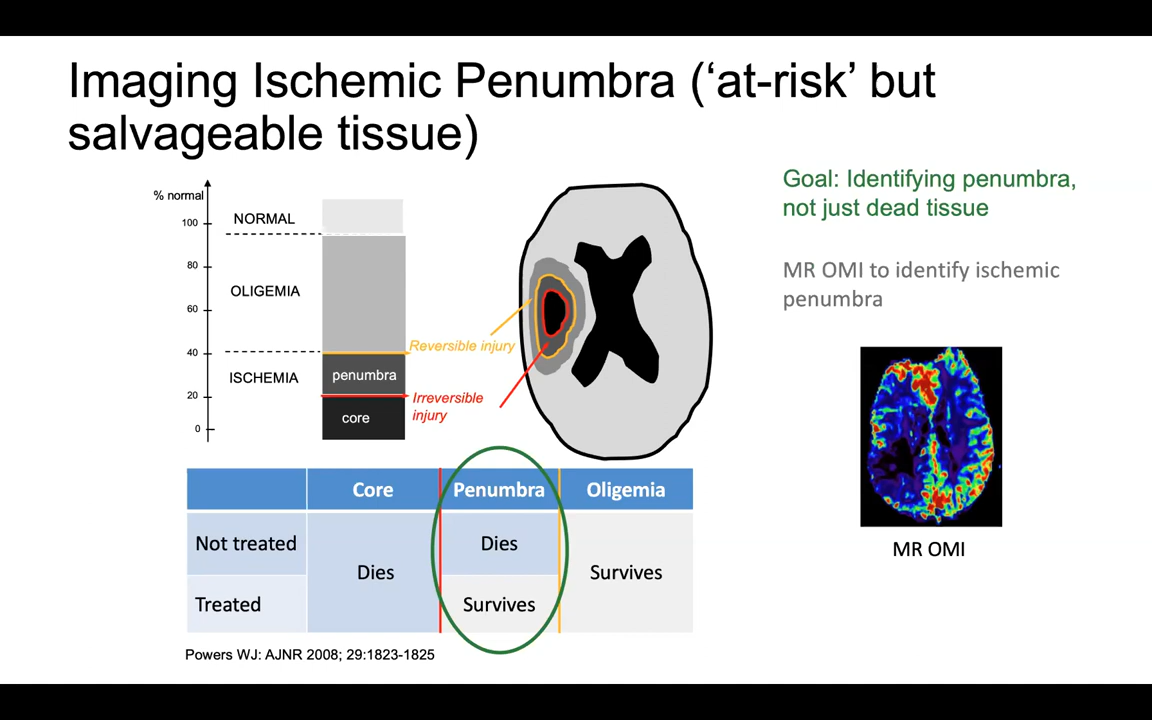 Imaging Ischemic Penumbra (‘at-risk’ but
salvageable tissue)
% normal
100
80
60
40
20
0
NORMAL
OLIGEMIA
ISCHEMIA
penumbra
core
Reversible injury
Irreversible
injury
Goal: Identifying penumbra,
not just dead tissue
MR OMI to identify ischemic
penumbra
MR OMI
Core Penumbra Oligemia
Not treated Dies Dies Survives
Treated Survives
Powers WJ: AJNR 2008; 29:1823-1825